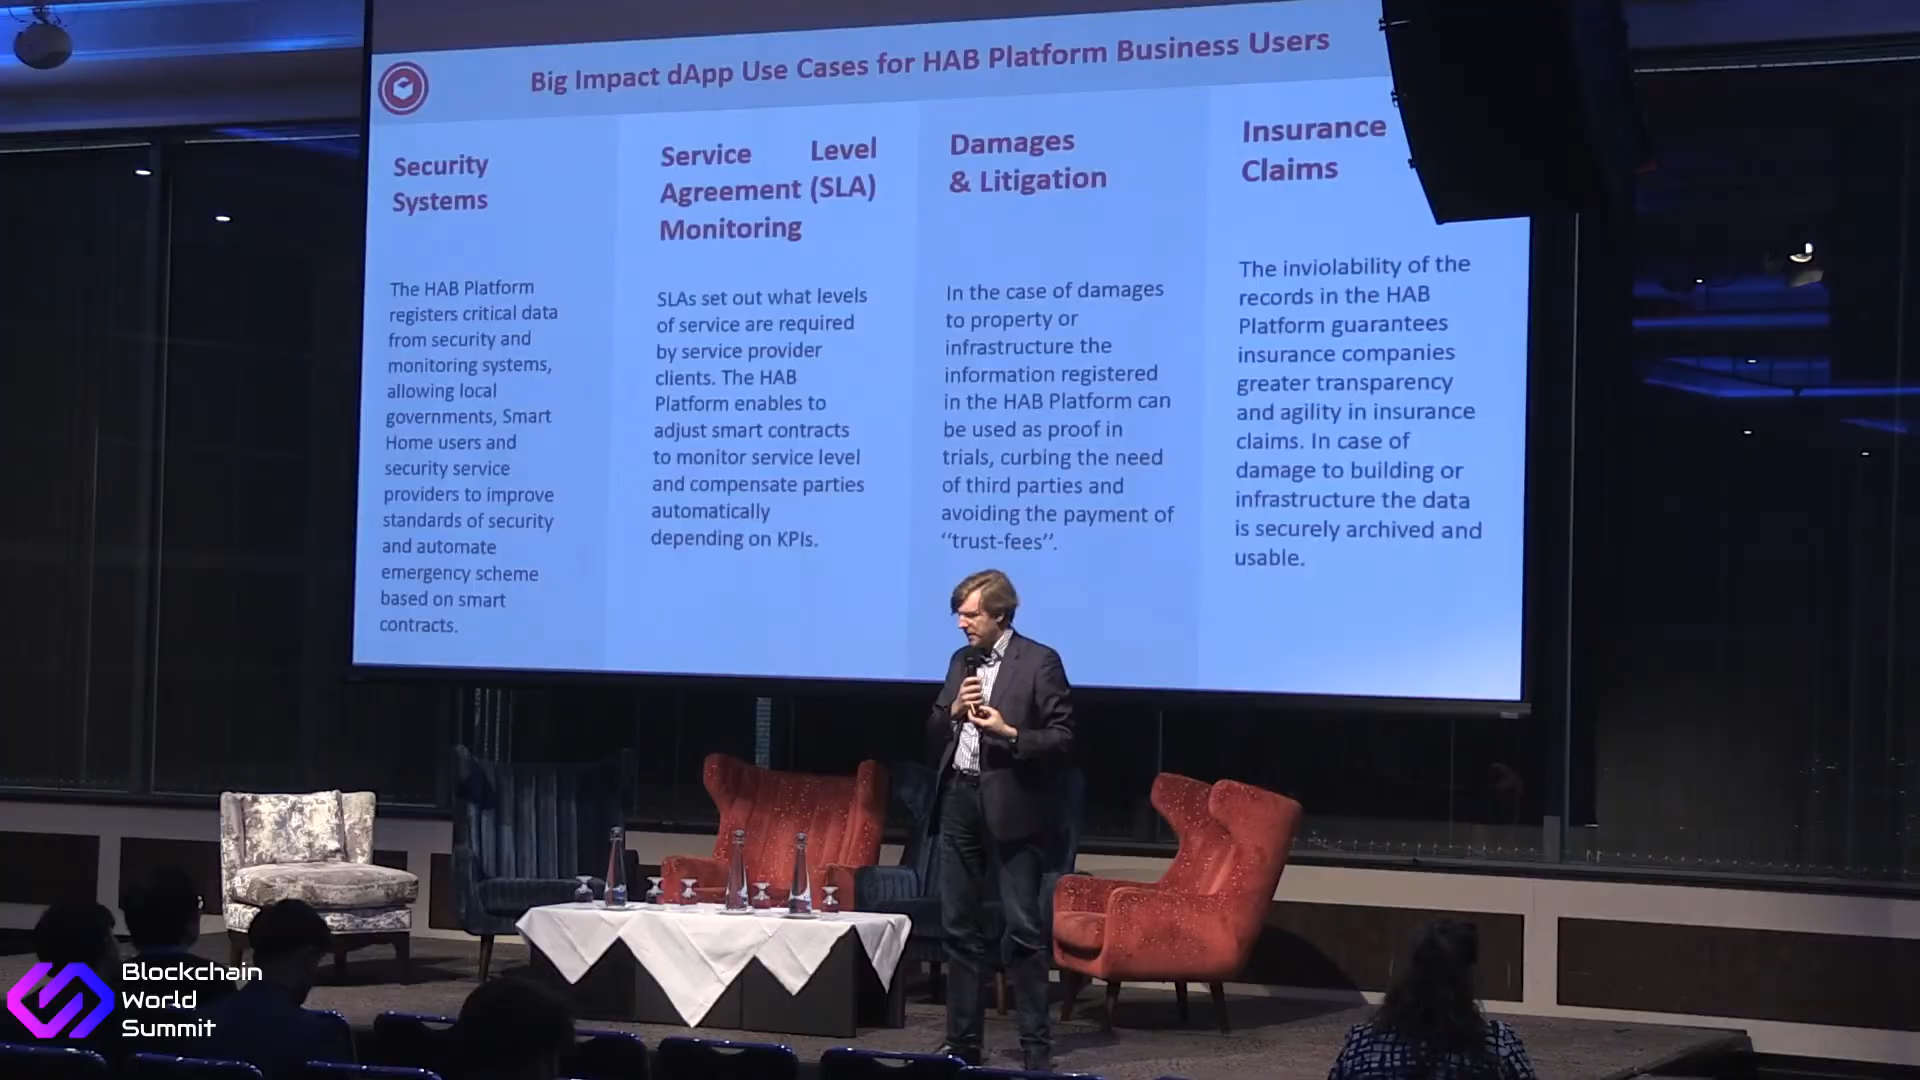 Big Impact dApp Use Cases for HAB Platform Business Users
Security
Systems
The HAB Platform
registers critical data
from security and
monitoring systems,
allowing local
governments, Smart
Home users and
security service
providers to improve
standards of security
and automate
emergency scheme
based on smart
contracts.
Service Level
Agreement (SLA)
Monitoring
SLAs set out what levels
of service are required
by service provider
clients. The HAB
Platform enables to
adjust smart contracts
to monitor service level
and compensate parties
automatically
depending on KPIs.
Damages
& Litigation
In the case of damages
to property or
infrastructure the
information registered
in the HAB Platform can
be used as proof in
trials, curbing the need
of third parties and
avoiding the payment of
‘‘trust-fees’’.
Insurance
Claims
The inviolability of the
records in the HAB
Platform guarantees
insurance companies
greater transparency
and agility in insurance
claims. In case of
damage to building or
infrastructure the data
is securely archived and
usable.
Blockchain
World
Summit